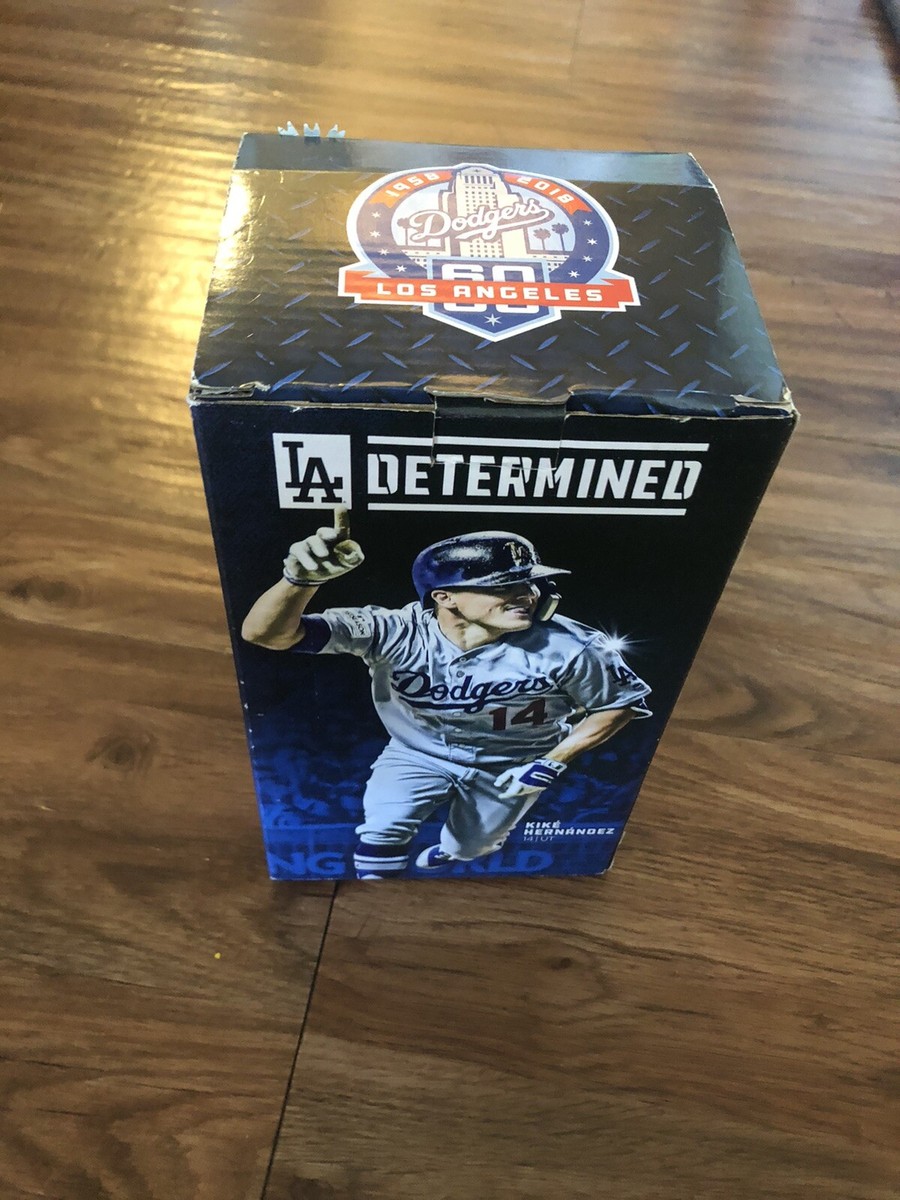 1958 2018
Dodgers
60
LOS ANGELES
LA DETERMINED
LA
Dodgers
14
LA
KIKÉ
HERNÁNDEZ
14 | UT